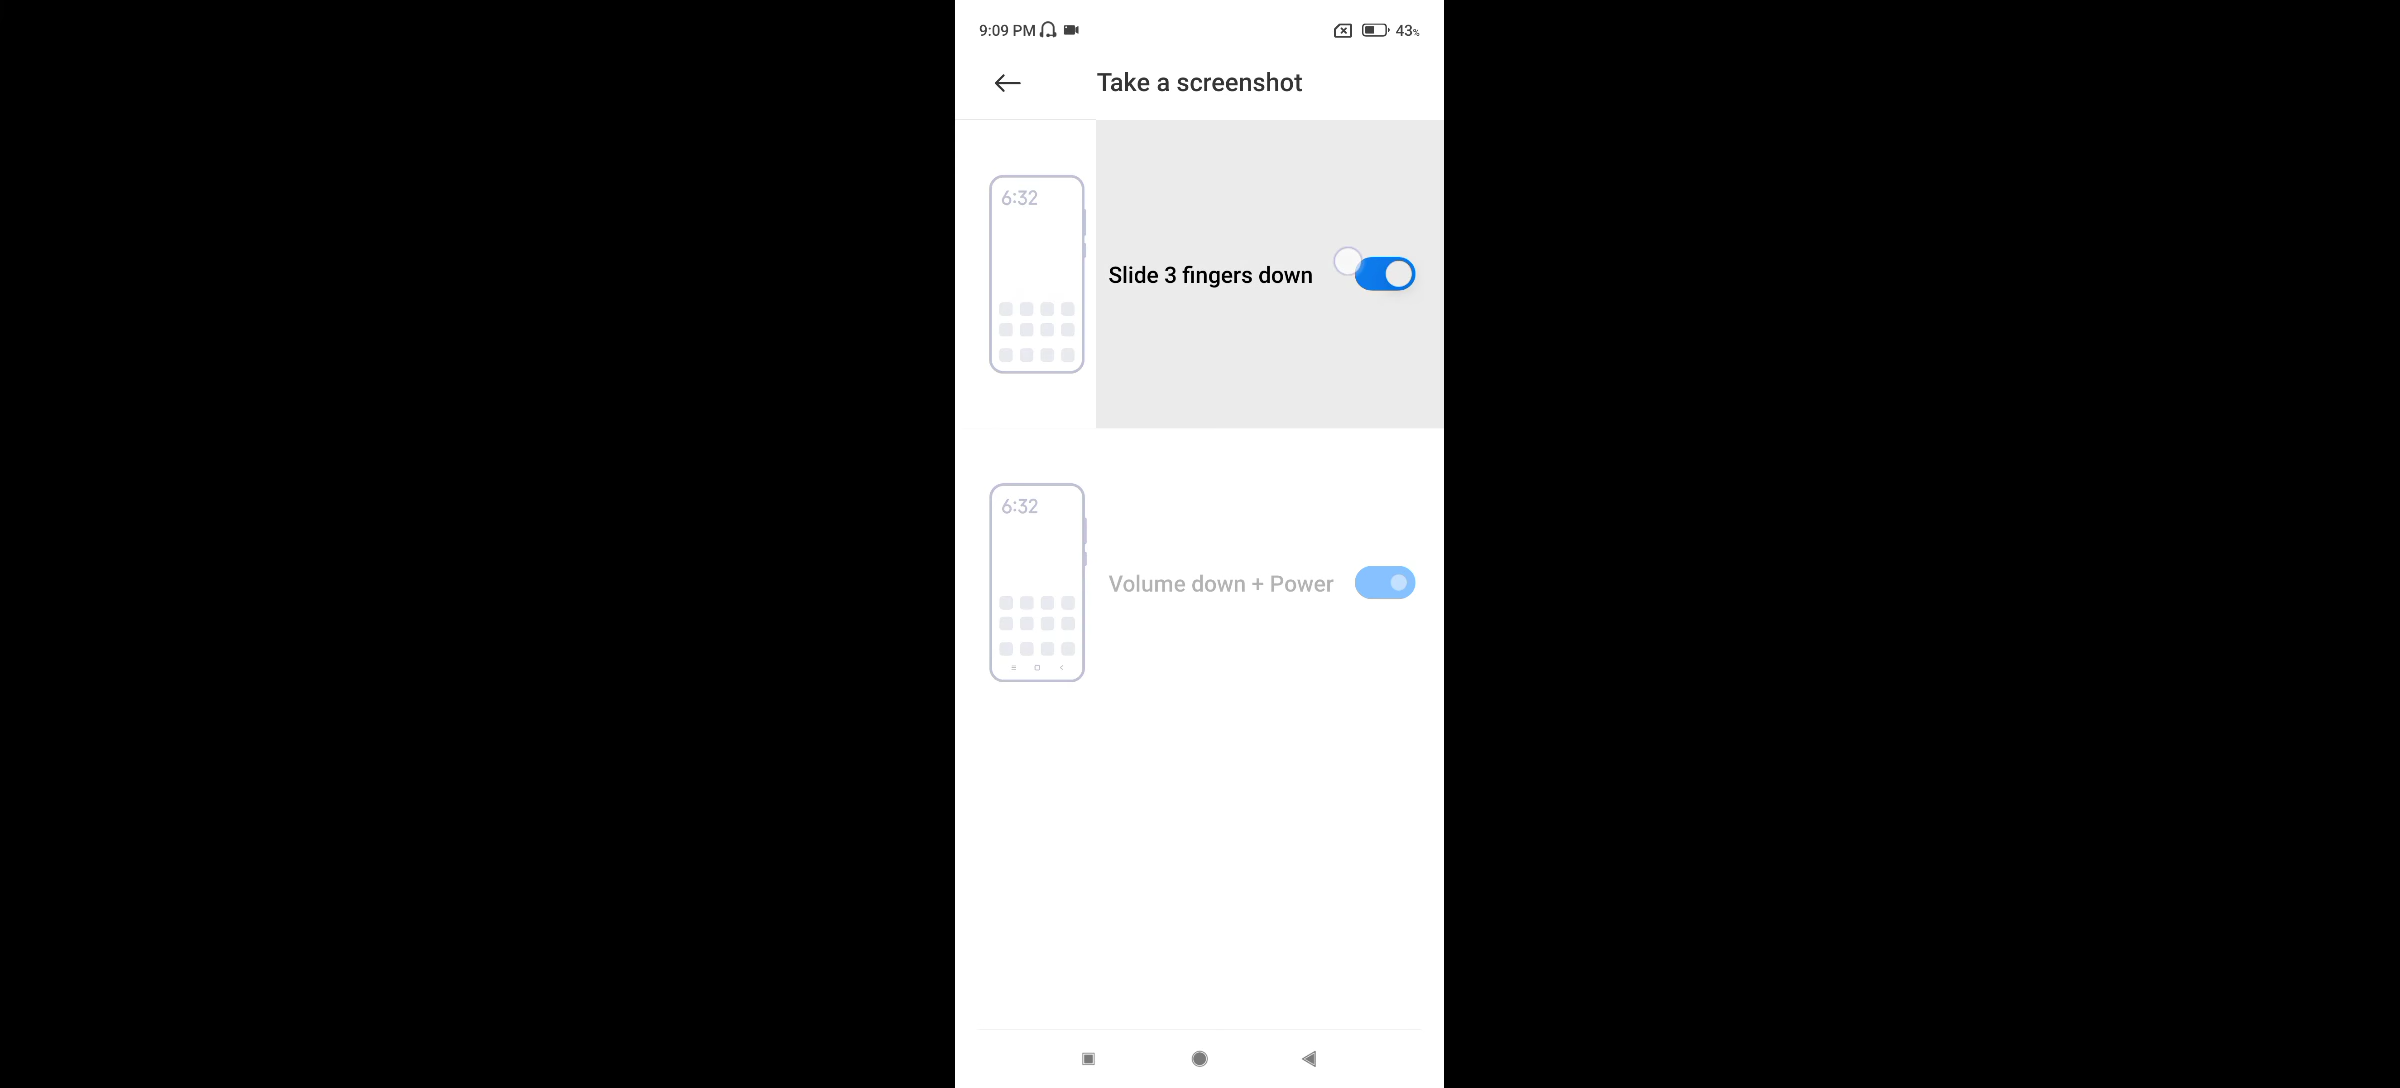 9:09 PM 43%
Take a screenshot
6:32
Slide 3 fingers down
6:32
Volume down + Power